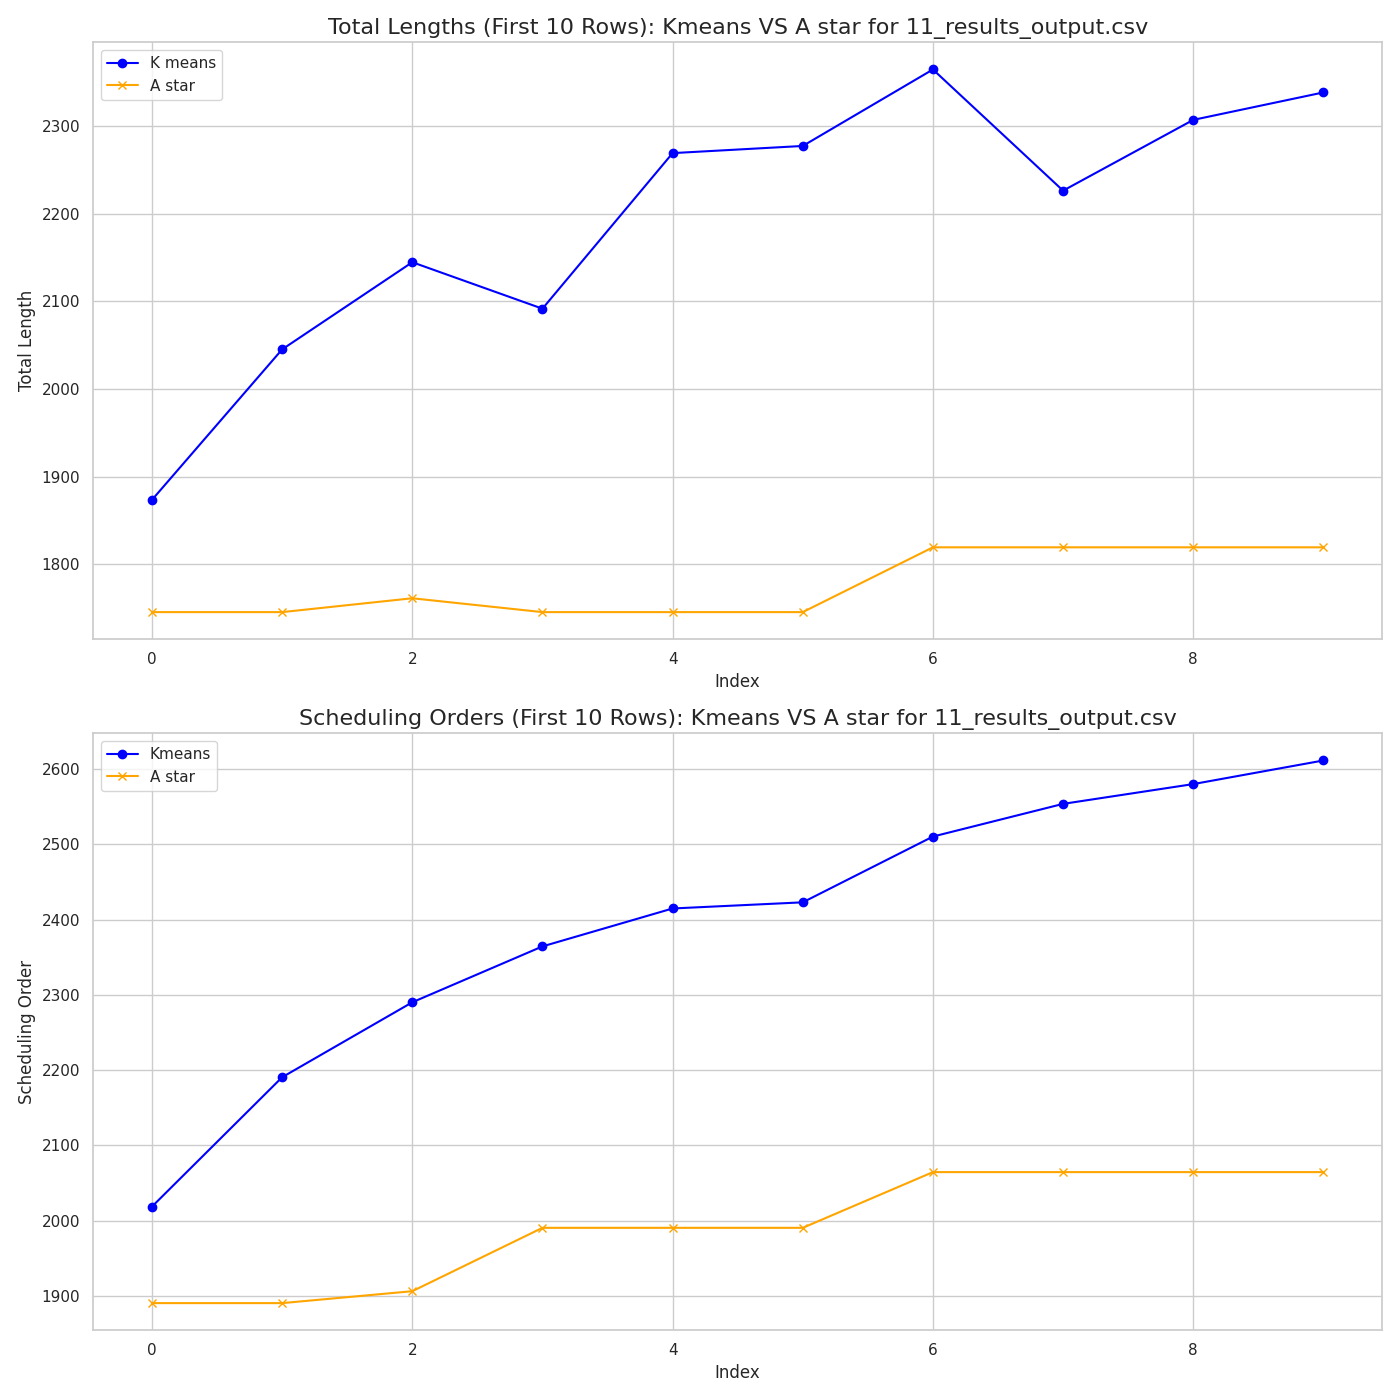 Total Lengths (First 10 Rows): Kmeans VS A star for 11_results_output.csv
K means
A star
2300
2200
2100
2000
1900
1800
Total Length
0 2 4 6 8
Index
Scheduling Orders (First 10 Rows): Kmeans VS A star for 11_results_output.csv
Kmeans
A star
2600
2500
2400
2300
2200
2100
2000
1900
Scheduling Order
0 2 4 6 8
Index